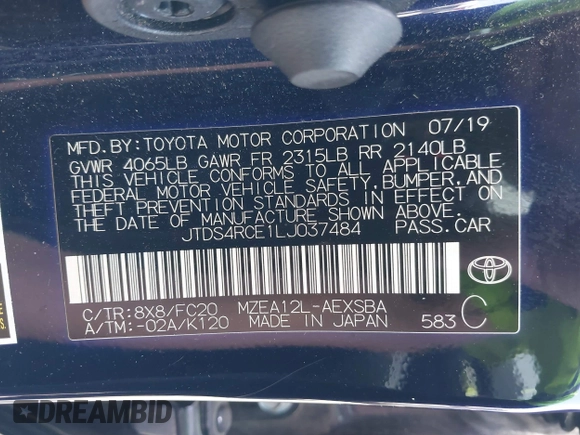 MFD. BY: TOYOTA MOTOR CORPORATION 07/19
GVWR 4065LB GAWR FR 2315LB RR 2140LB
THIS VEHICLE CONFORMS TO ALL APPLICABLE
FEDERAL MOTOR VEHICLE SAFETY, BUMPER, AND
THEFT PREVENTION STANDARDS IN EFFECT ON
THE DATE OF MANUFACTURE SHOWN ABOVE.
JTDS4RCE1LJ037484 PASS. CAR
C/TR: 8X8/FC20 MZEA12L-AEXSBA
A/TM: -02A/K120 MADE IN JAPAN 583 C
TOYOTA
DREAMBID